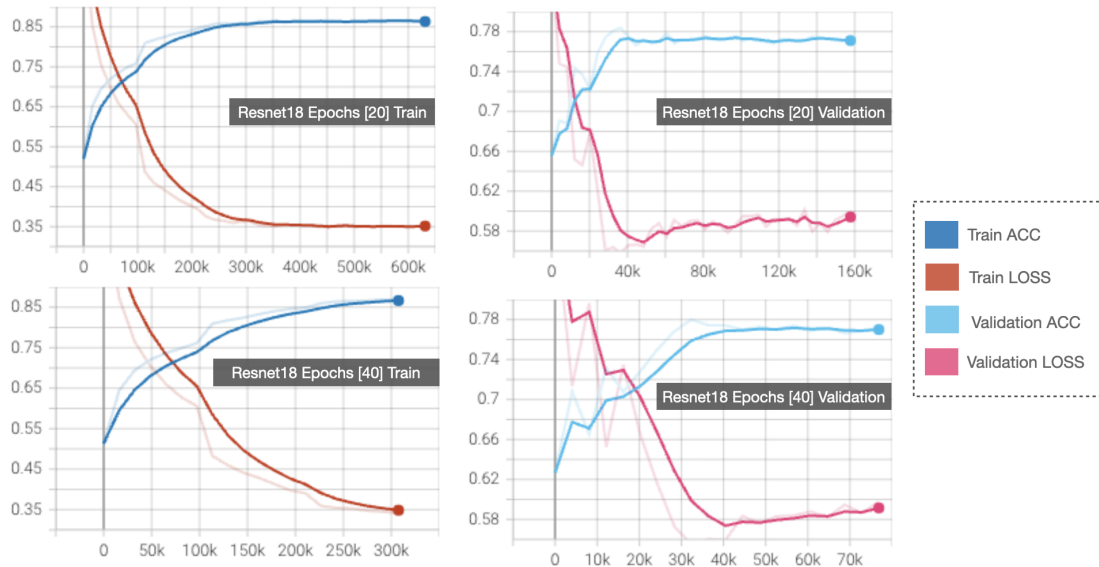 0.85
0.75
0.65
0.55
0.45
0.35
Resnet18 Epochs [20] Train
0 100k 200k 300k 400k 500k 600k
0.78
0.74
0.7
0.66
0.62
0.58
Resnet18 Epochs [20] Validation
0 40k 80k 120k 160k
0.85
0.75
0.65
0.55
0.45
0.35
Resnet18 Epochs [40] Train
0 50k 100k 150k 200k 250k 300k
0.78
0.74
0.7
0.66
0.62
0.58
Resnet18 Epochs [40] Validation
0 10k 20k 30k 40k 50k 60k 70k
Train ACC
Train LOSS
Validation ACC
Validation LOSS